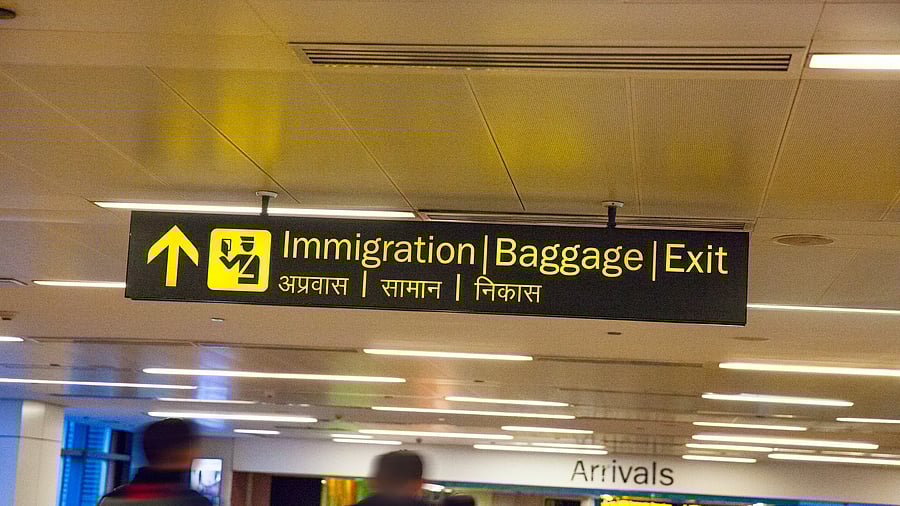 Immigration | Baggage | Exit
अप्रवास | सामान | निकास
Arrivals